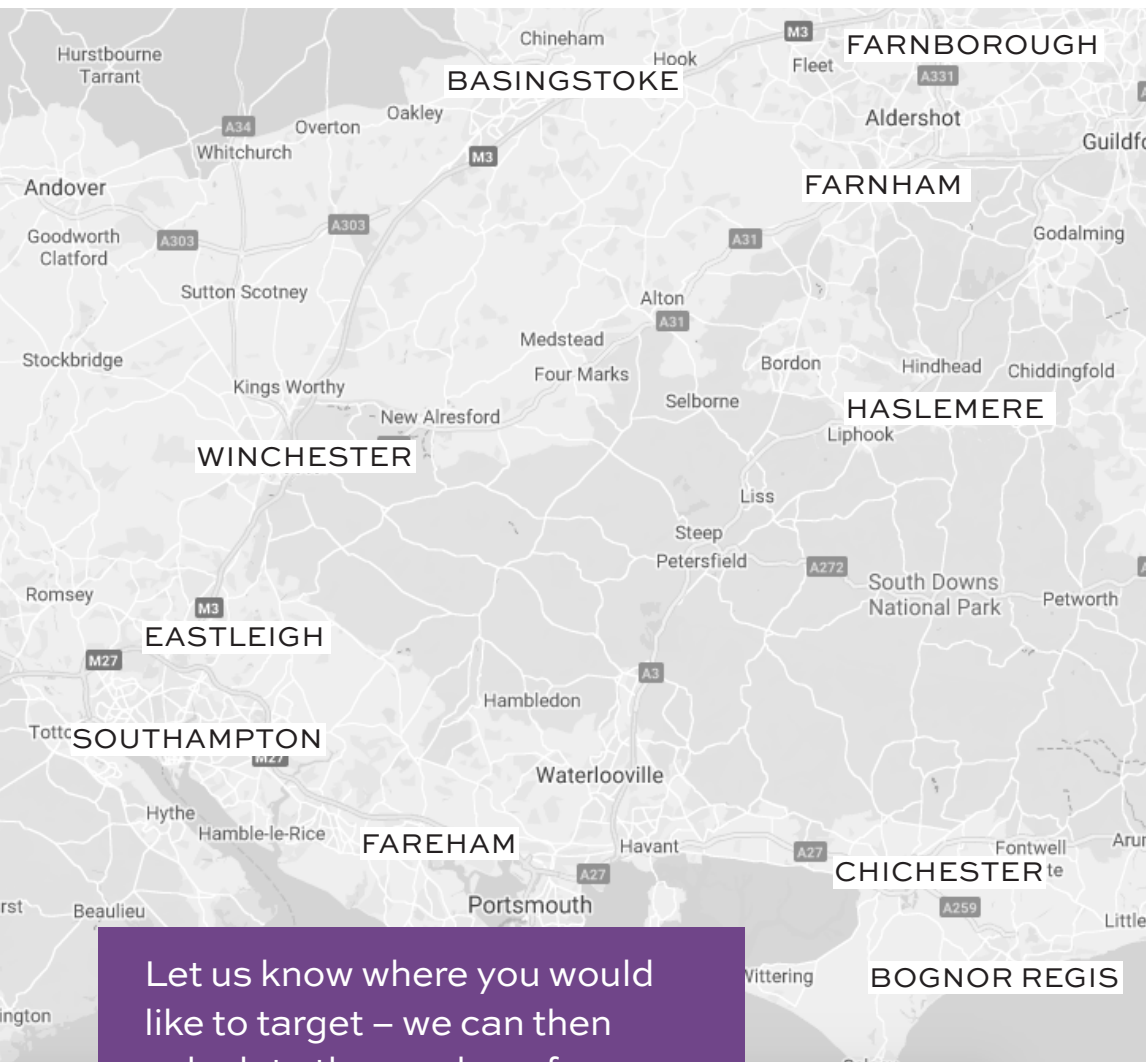 Chineham
M3
FARNBOROUGH
Hurstbourne
Tarrant
Hook
Fleet
BASINGSTOKE
A331
Oakley
Aldershot
A34
Overton
Whitchurch
M3
Andover
FARNHAM
A303
A303
A31
Goodworth
Clatford
Godalming
Sutton Scotney
Alton
A31
Medstead
Stockbridge
Four Marks
Bordon
Hindhead
Chiddingfold
Kings Worthy
Selborne
HASLEMERE
New Alresford
Liphook
WINCHESTER
Liss
Steep
Petersfield
A272
South Downs
National Park
Romsey
Petworth
M3
EASTLEIGH
M27
A3
Hambledon
SOUTHAMPTON
M27
Waterlooville
Hythe
Hamble-le-Rice
FAREHAM
Havant
A27
Fontwell
CHICHESTER
A27
Portsmouth
Beaulieu
A259
Let us know where you would
like to target – we can then
Wittering
BOGNOR REGIS